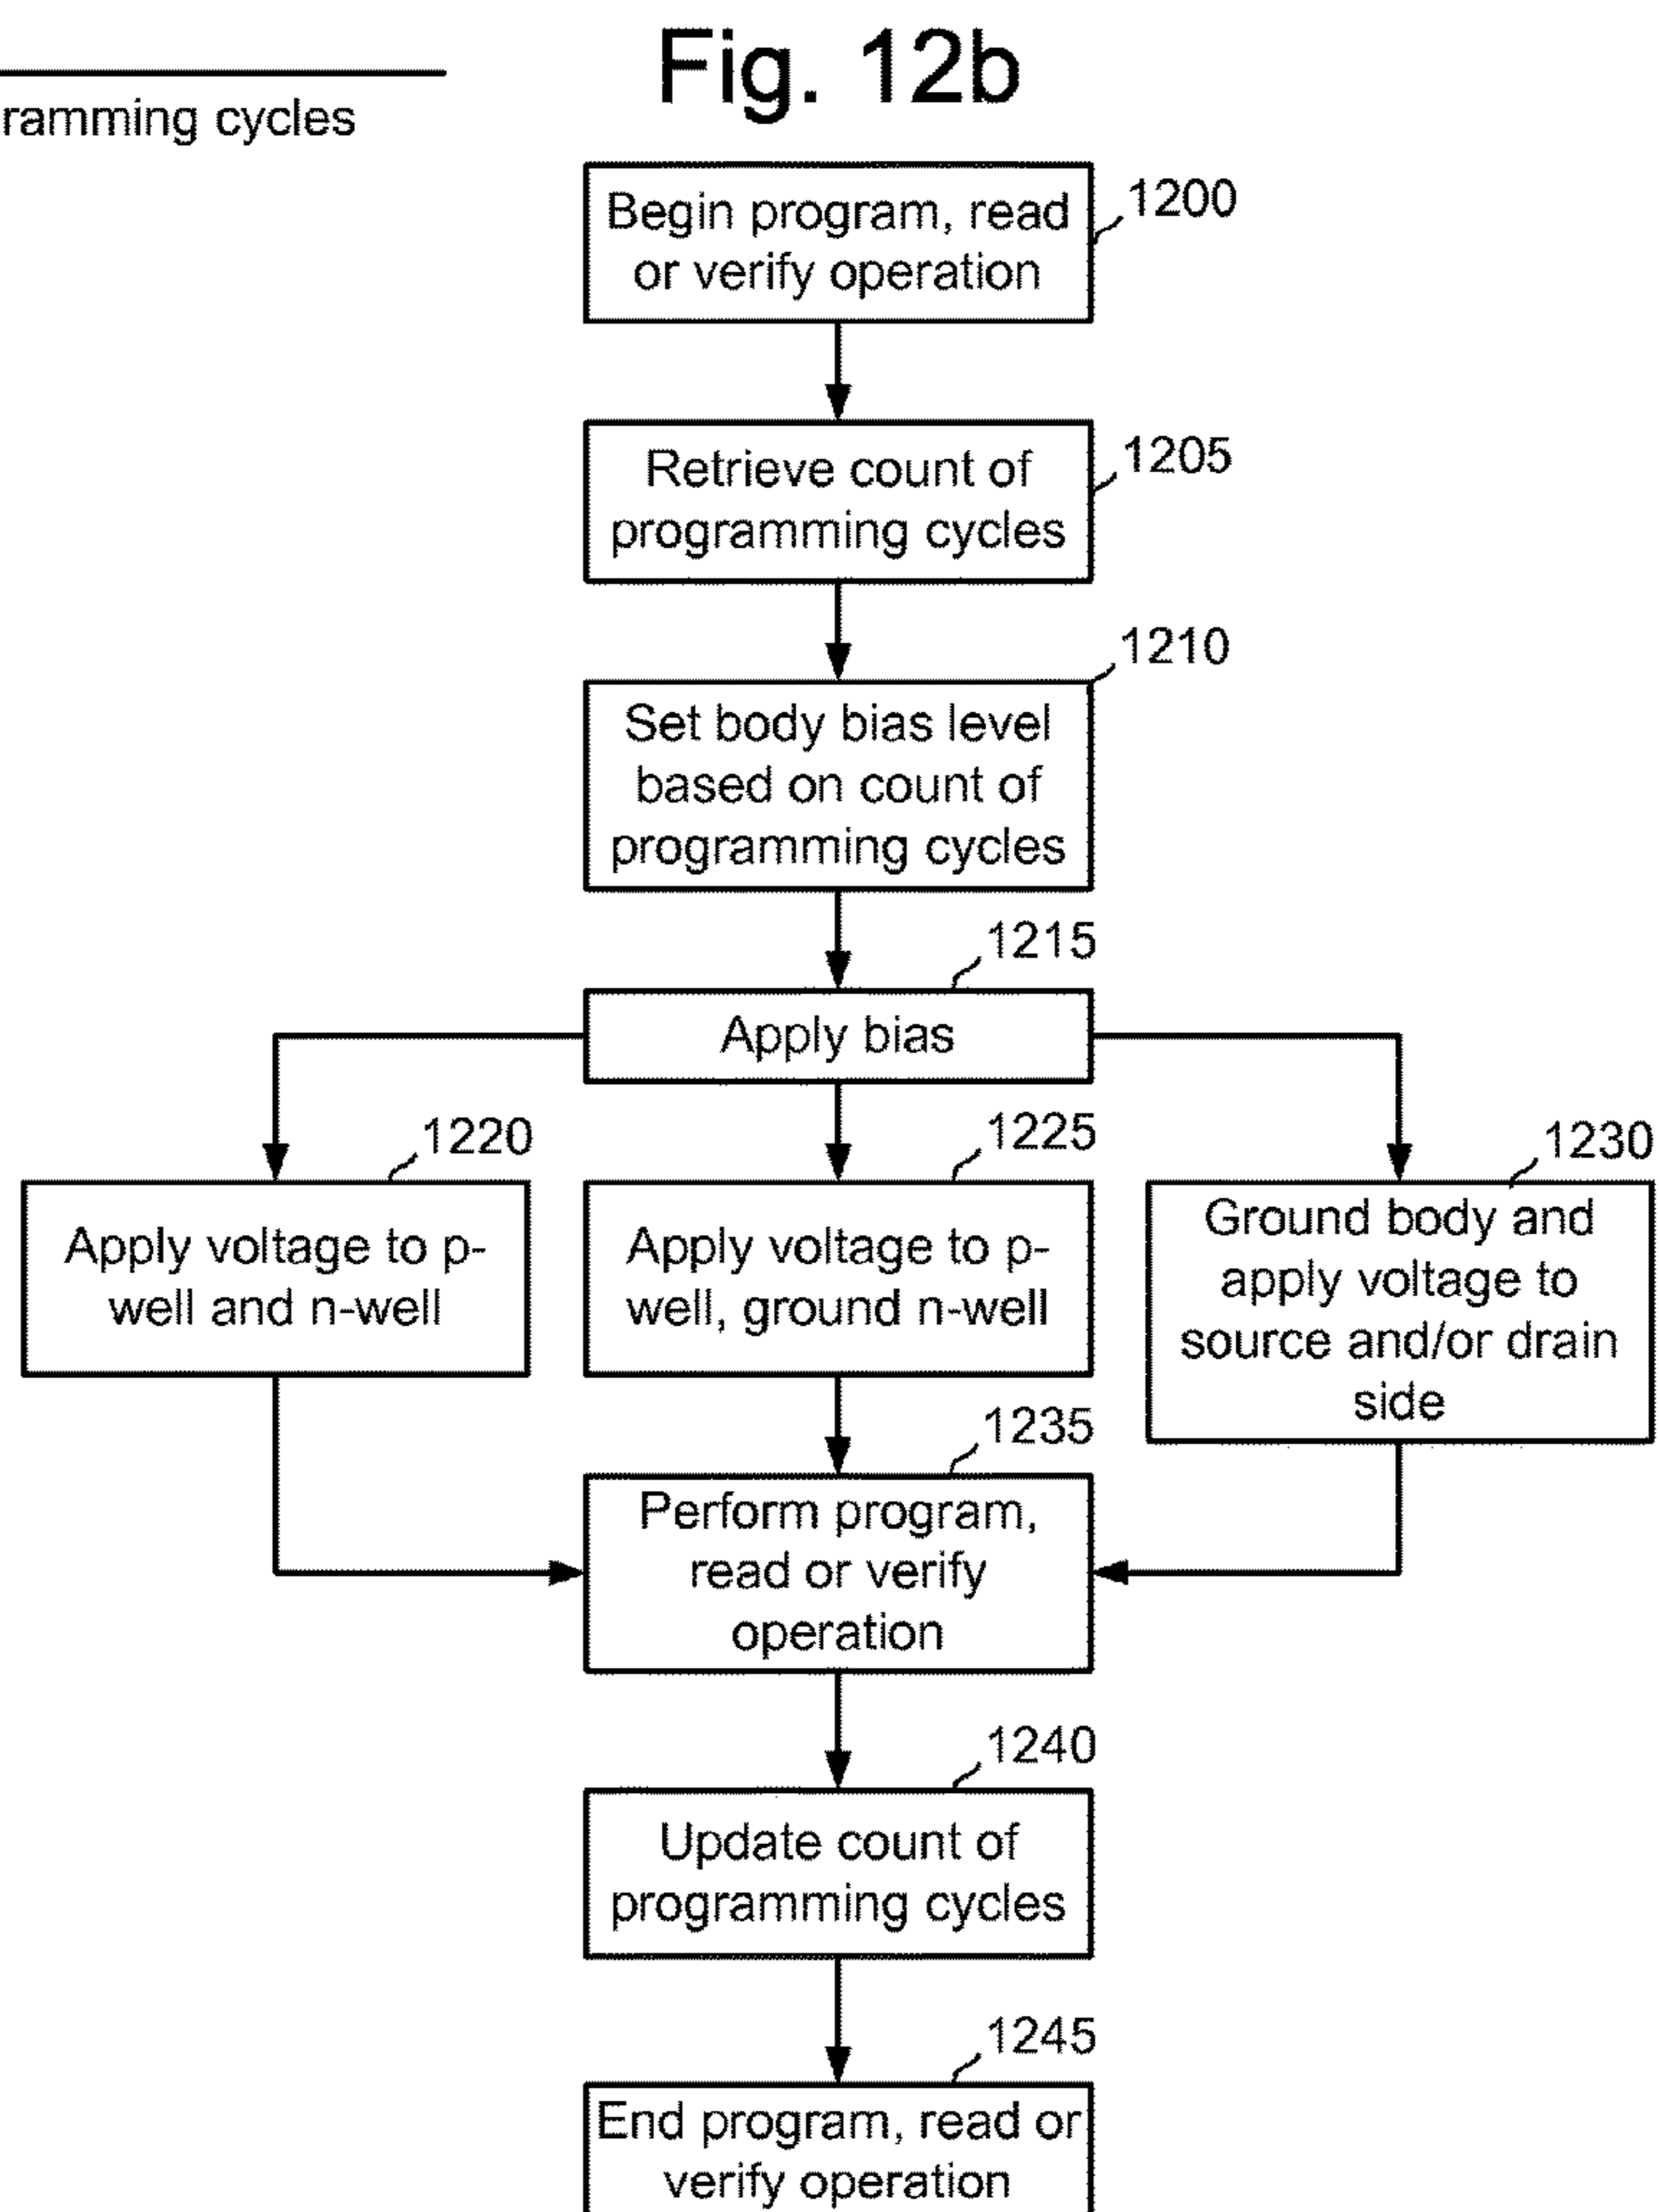 Fig. 12b
ramming cycles
Begin program, read
or verify operation
1200
Retrieve count of
programming cycles
1205
1210
Set body bias level
based on count of
programming cycles
1215
Apply bias
1220
Apply voltage to p-
well and n-well
1225
Apply voltage to p-
well, ground n-well
1230
Ground body and
apply voltage to
source and/or drain
side
1235
Perform program,
read or verify
operation
1240
Update count of
programming cycles
1245
End program, read or
verify operation